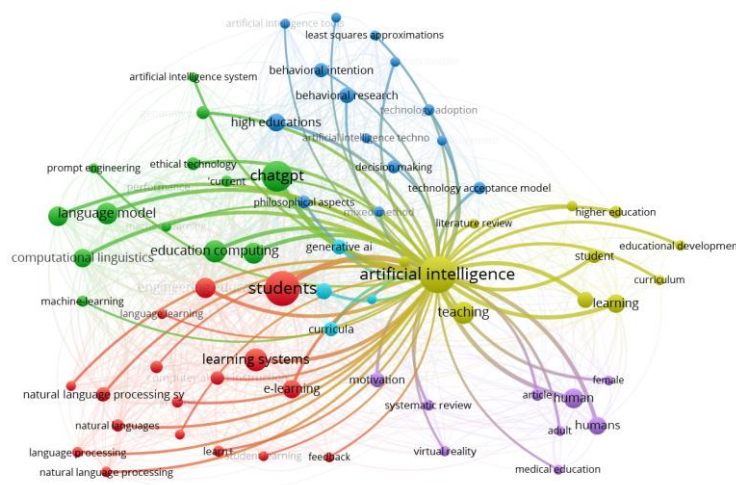 artificial intelligence tools
least squares approximations
artificial intelligence system
behavioral intention
behavioral research
technology adoption
high educations
artificial intelligence techno
prompt engineering
ethical technology
chatgpt
'current
decision making
performance
technology acceptance model
philosophical aspects
mixed method
language model
literature review
higher education
education computing
generative ai
educational development
computational linguistics
student
artificial intelligence
curriculum
students
machine-learning
language learning
teaching
learning
curricula
learning systems
e-learning
motivation
female
natural language processing sy
article
human
systematic review
natural languages
adult
humans
language processing
learn+
student learning
feedback
virtual reality
natural language processing
medical education